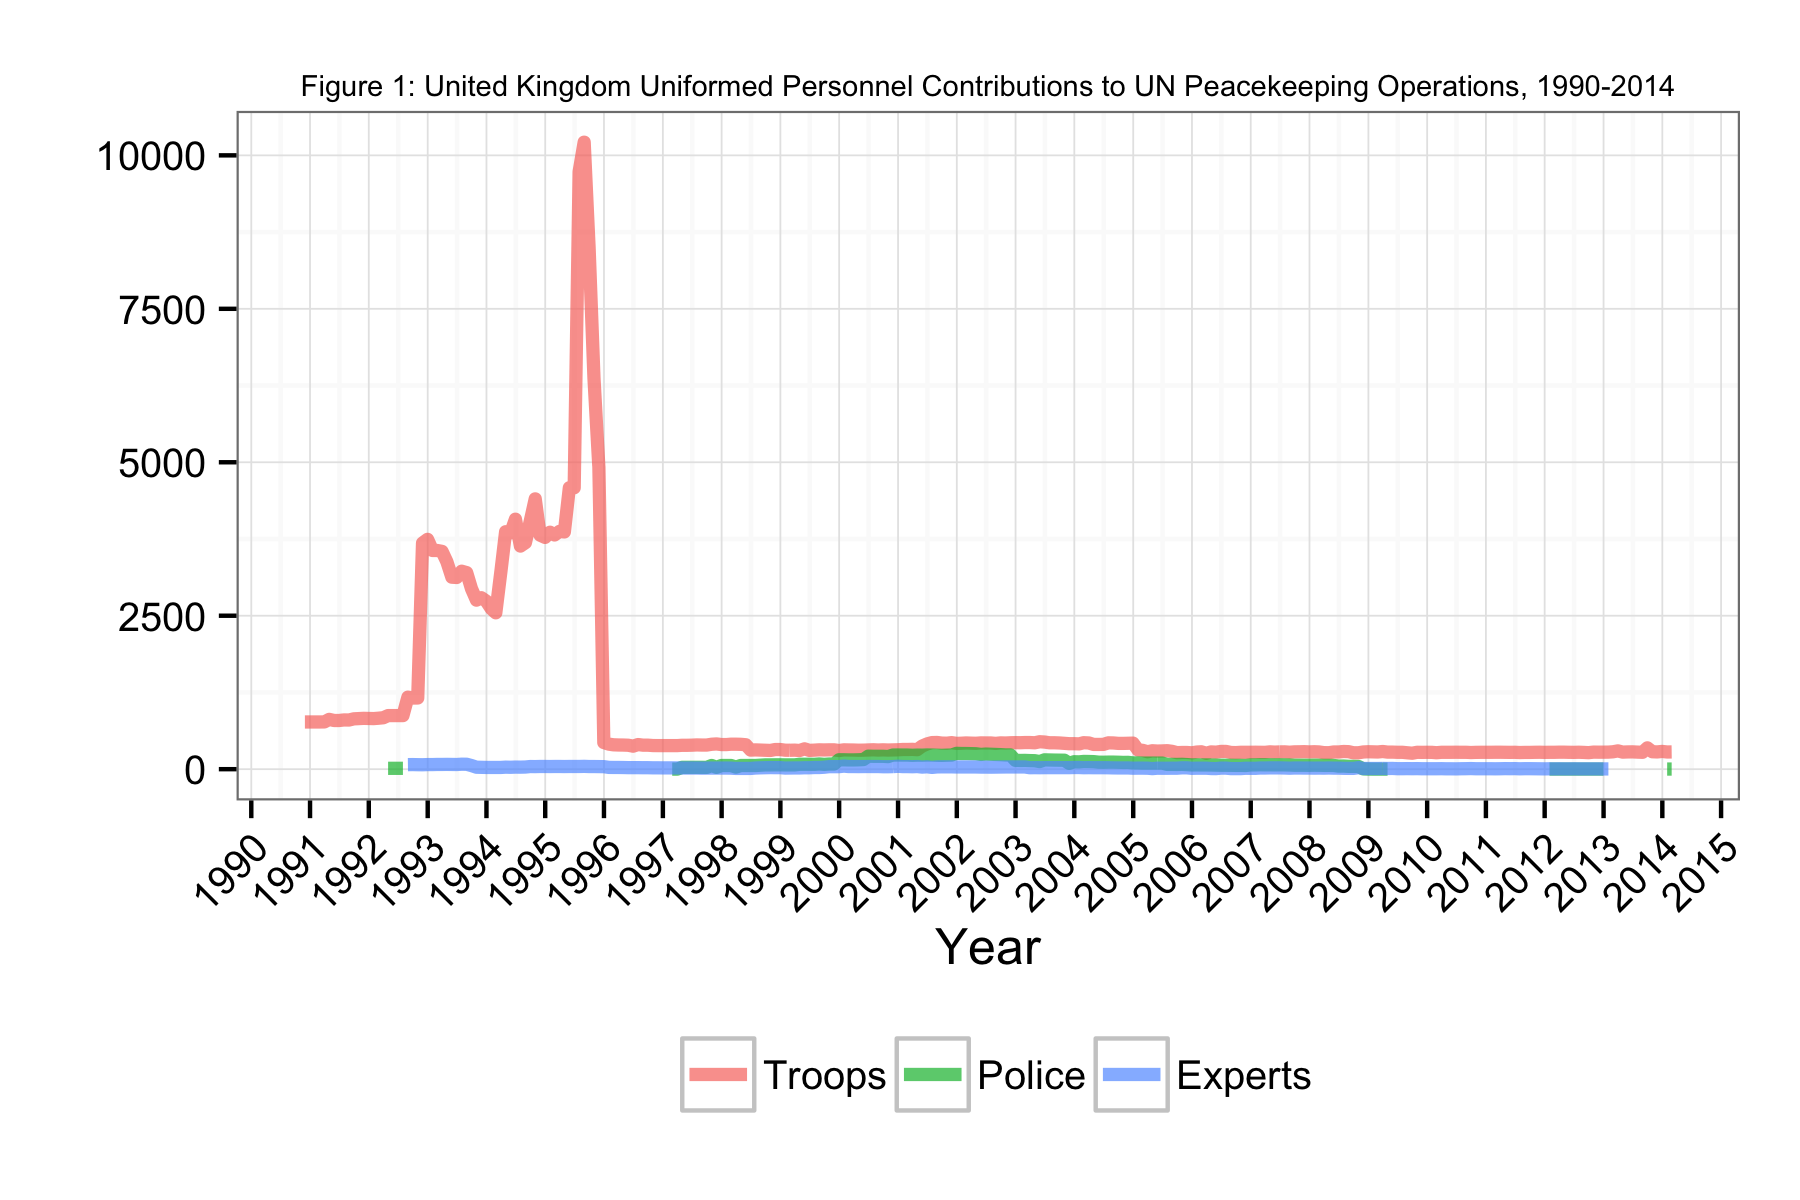 Figure 1: United Kingdom Uniformed Personnel Contributions to UN Peacekeeping Operations, 1990-2014
10000
7500
5000
2500
0
1990 1991 1992 1993 1994 1995 1996 1997 1998 1999 2000 2001 2002 2003 2004 2005 2006 2007 2008 2009 2010 2011 2012 2013 2014 2015
Year
Troops Police Experts